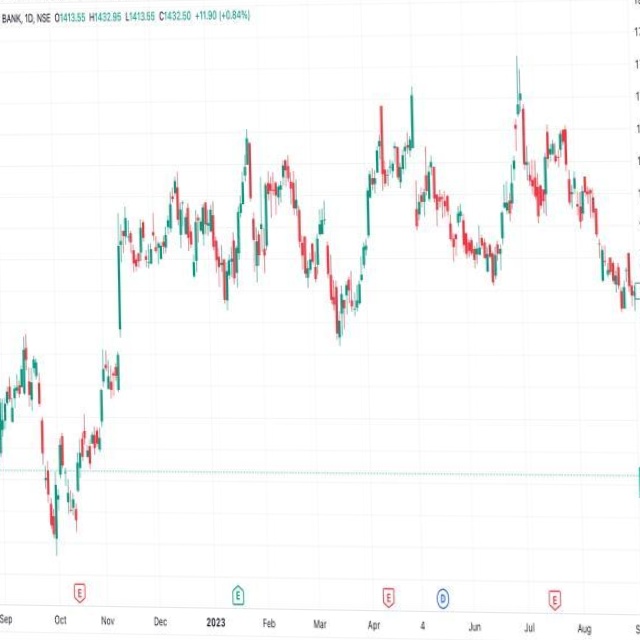 BANK, 1D, NSE O1413.55 H1432.95 L1413.55 C1432.50 +11.90 (+0.84%)
E E E D E
Sep Oct Nov Dec 2023 Feb Mar Apr 4 Jun Jul Aug